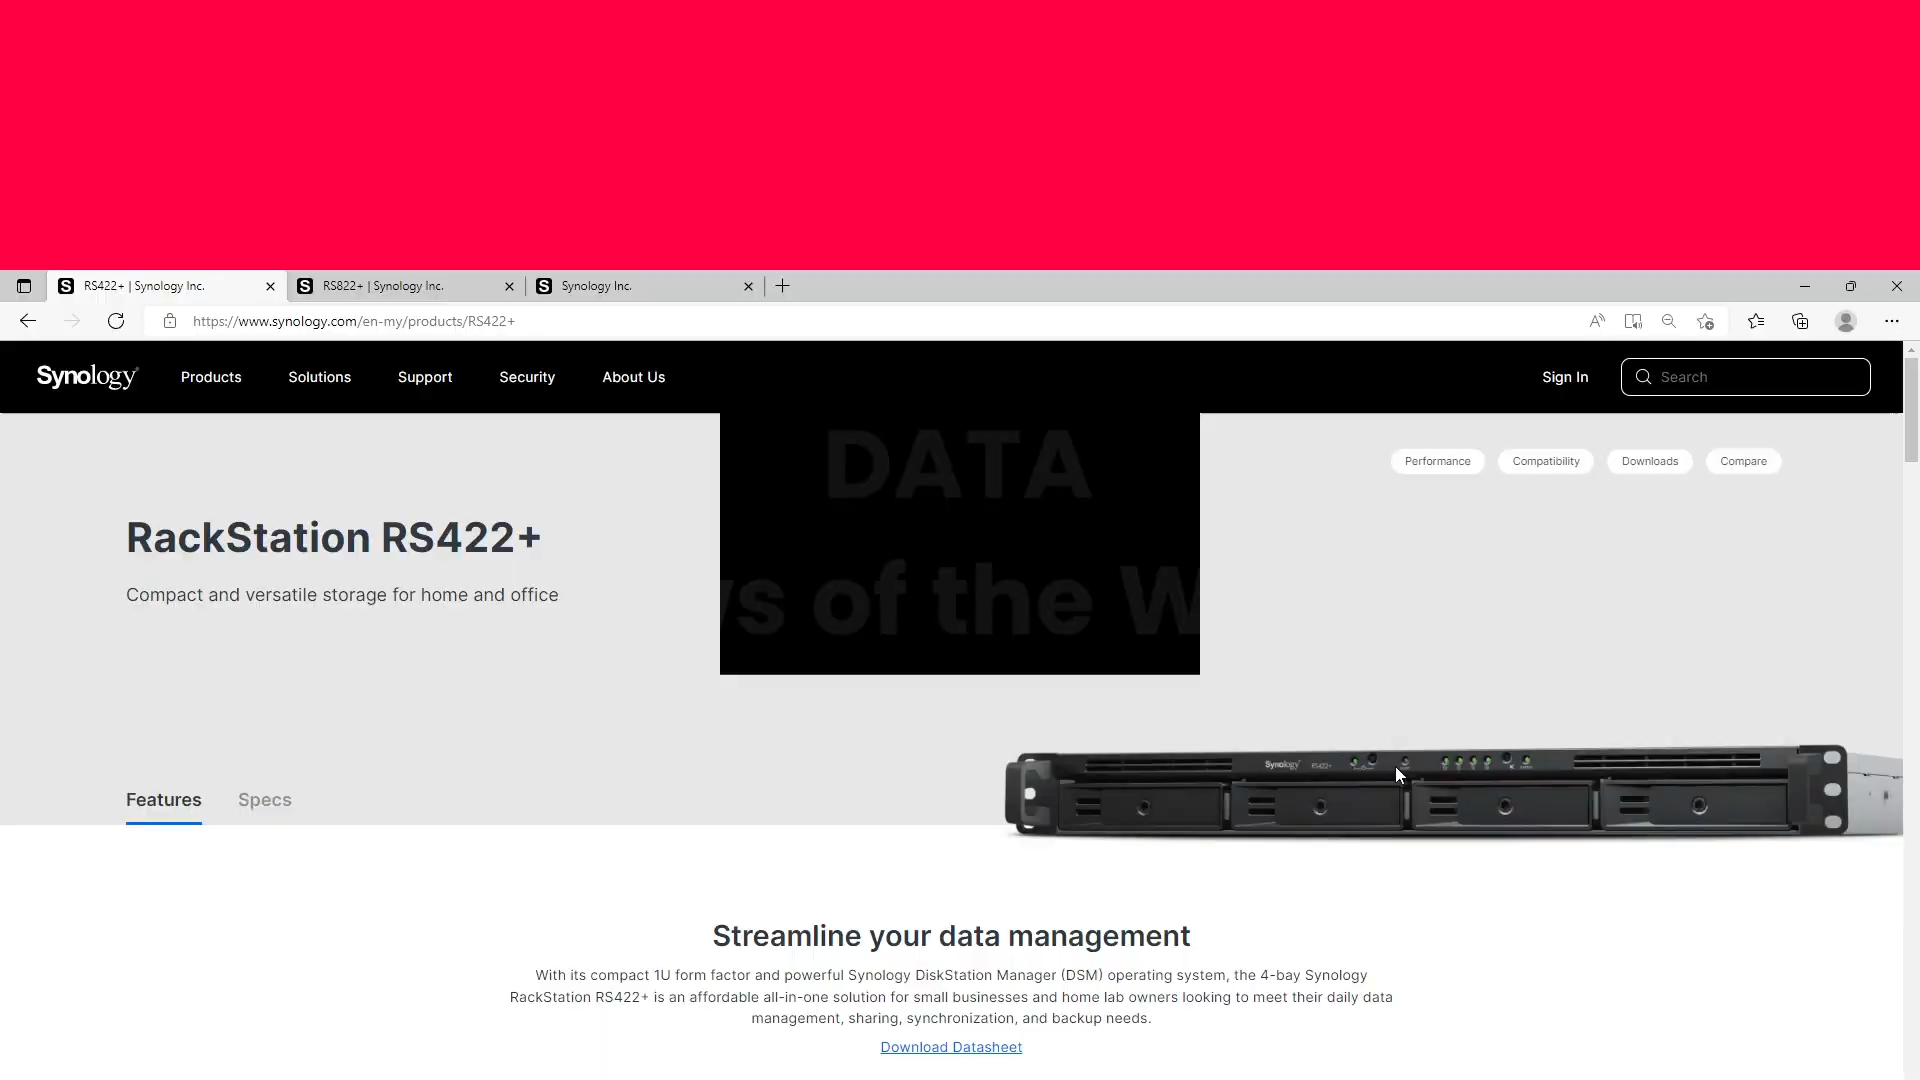 RS422+ | Synology Inc.
RS822+ | Synology Inc.
Synology Inc.
https://www.synology.com/en-my/products/RS422+
Synology
Products
Solutions
Support
Security
About Us
Sign In
Search
DATA
s of the W
Performance
Compatibility
Downloads
Compare
RackStation RS422+
Compact and versatile storage for home and office
Synology RS422+
Features
Specs
Streamline your data management
With its compact 1U form factor and powerful Synology DiskStation Manager (DSM) operating system, the 4-bay Synology
RackStation RS422+ is an affordable all-in-one solution for small businesses and home lab owners looking to meet their daily data
management, sharing, synchronization, and backup needs.
Download Datasheet